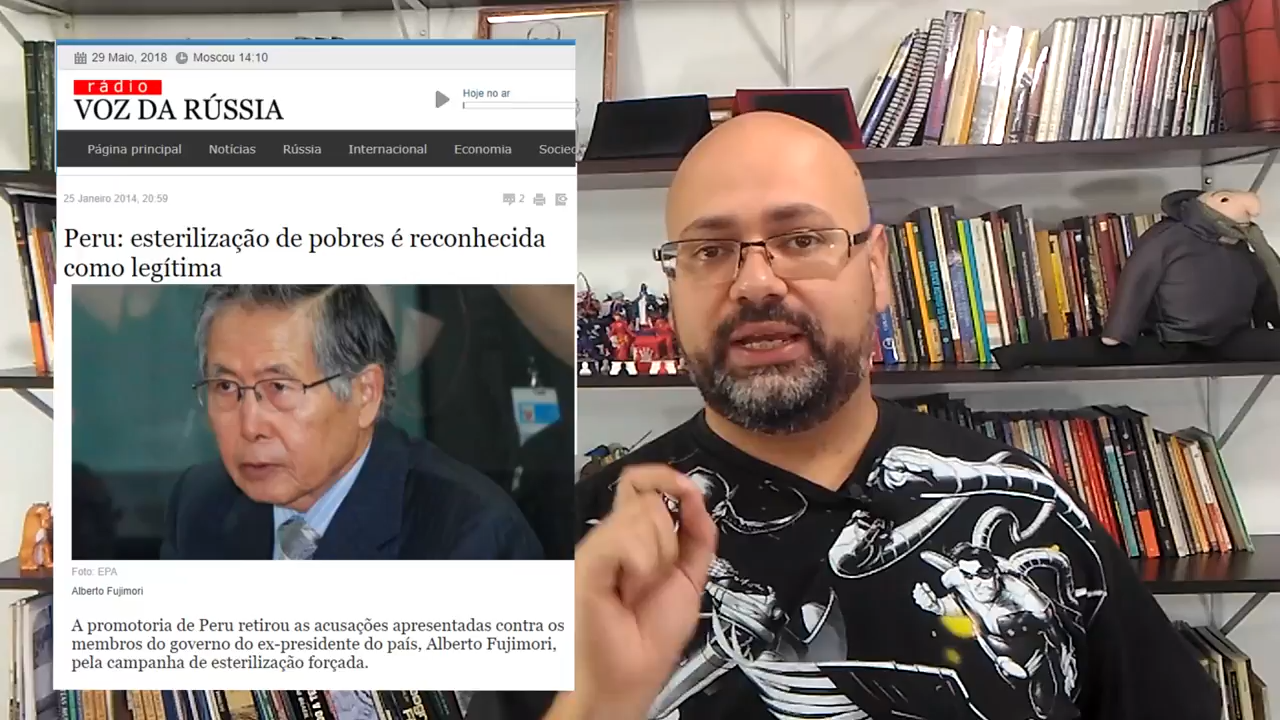 29 Maio, 2018 Moscou 14:10
rádio
VOZ DA RÚSSIA
Hoje no ar
Página principal Notícias Rússia Internacional Economia Socied
25 Janeiro 2014, 20:59
2
Peru: esterilização de pobres é reconhecida
como legítima
Foto: EPA
Alberto Fujimori
A promotoria de Peru retirou as acusações apresentadas contra os
membros do governo do ex-presidente do país, Alberto Fujimori,
pela campanha de esterilização forçada.